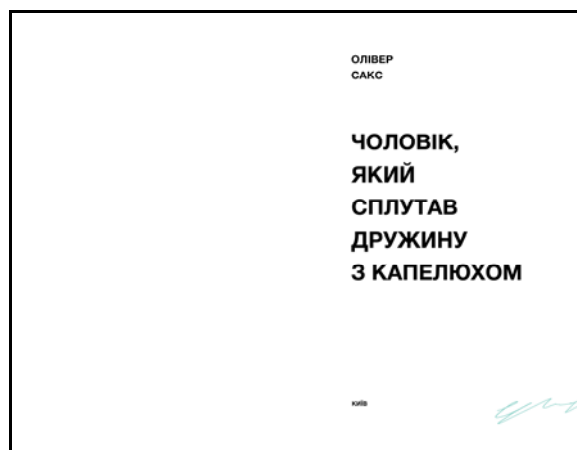 ОЛІВЕР
САКС
ЧОЛОВІК,
ЯКИЙ
СПЛУТАВ
ДРУЖИНУ
З КАПЕЛЮХОМ
КИЇВ